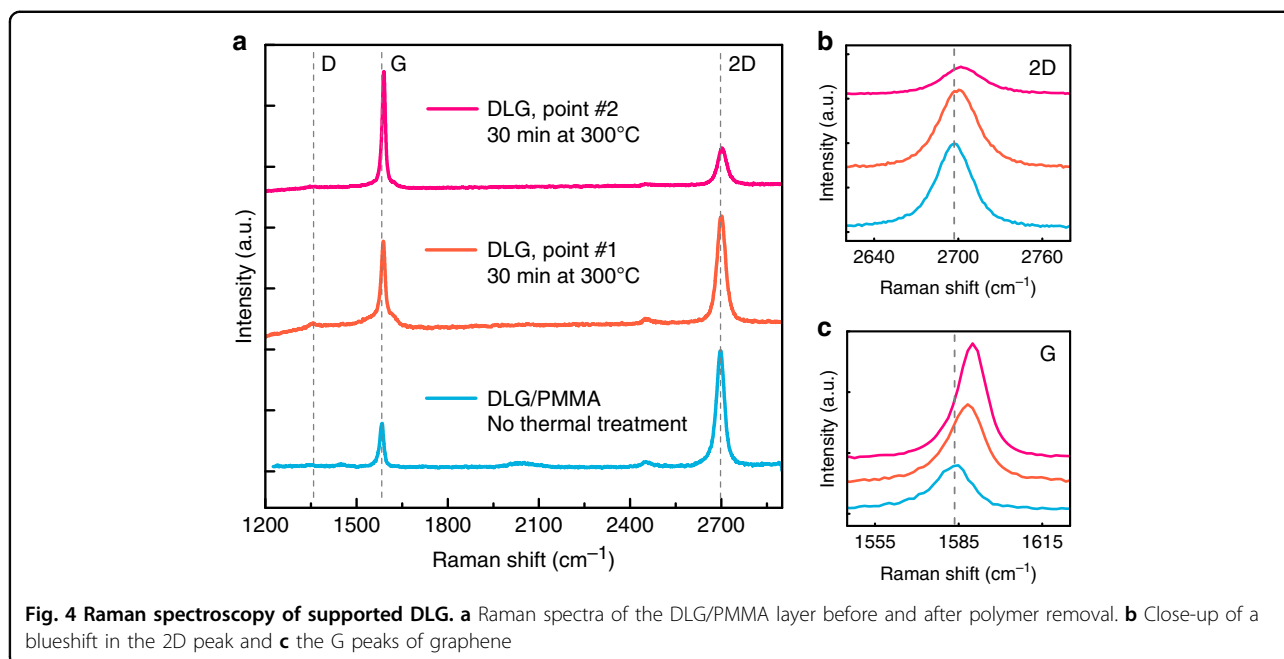 a
D
G
2D
DLG, point #2
30 min at 300°C
DLG, point #1
30 min at 300°C
DLG/PMMA
No thermal treatment
Intensity (a.u.)
1200 1500 1800 2100 2400 2700
Raman shift (cm⁻¹)
b
2D
Intensity (a.u.)
2640 2700 2760
Raman shift (cm⁻¹)
c
G
Intensity (a.u.)
1555 1585 1615
Raman shift (cm⁻¹)
Fig. 4 Raman spectroscopy of supported DLG. a Raman spectra of the DLG/PMMA layer before and after polymer removal. b Close-up of a
blueshift in the 2D peak and c the G peaks of graphene